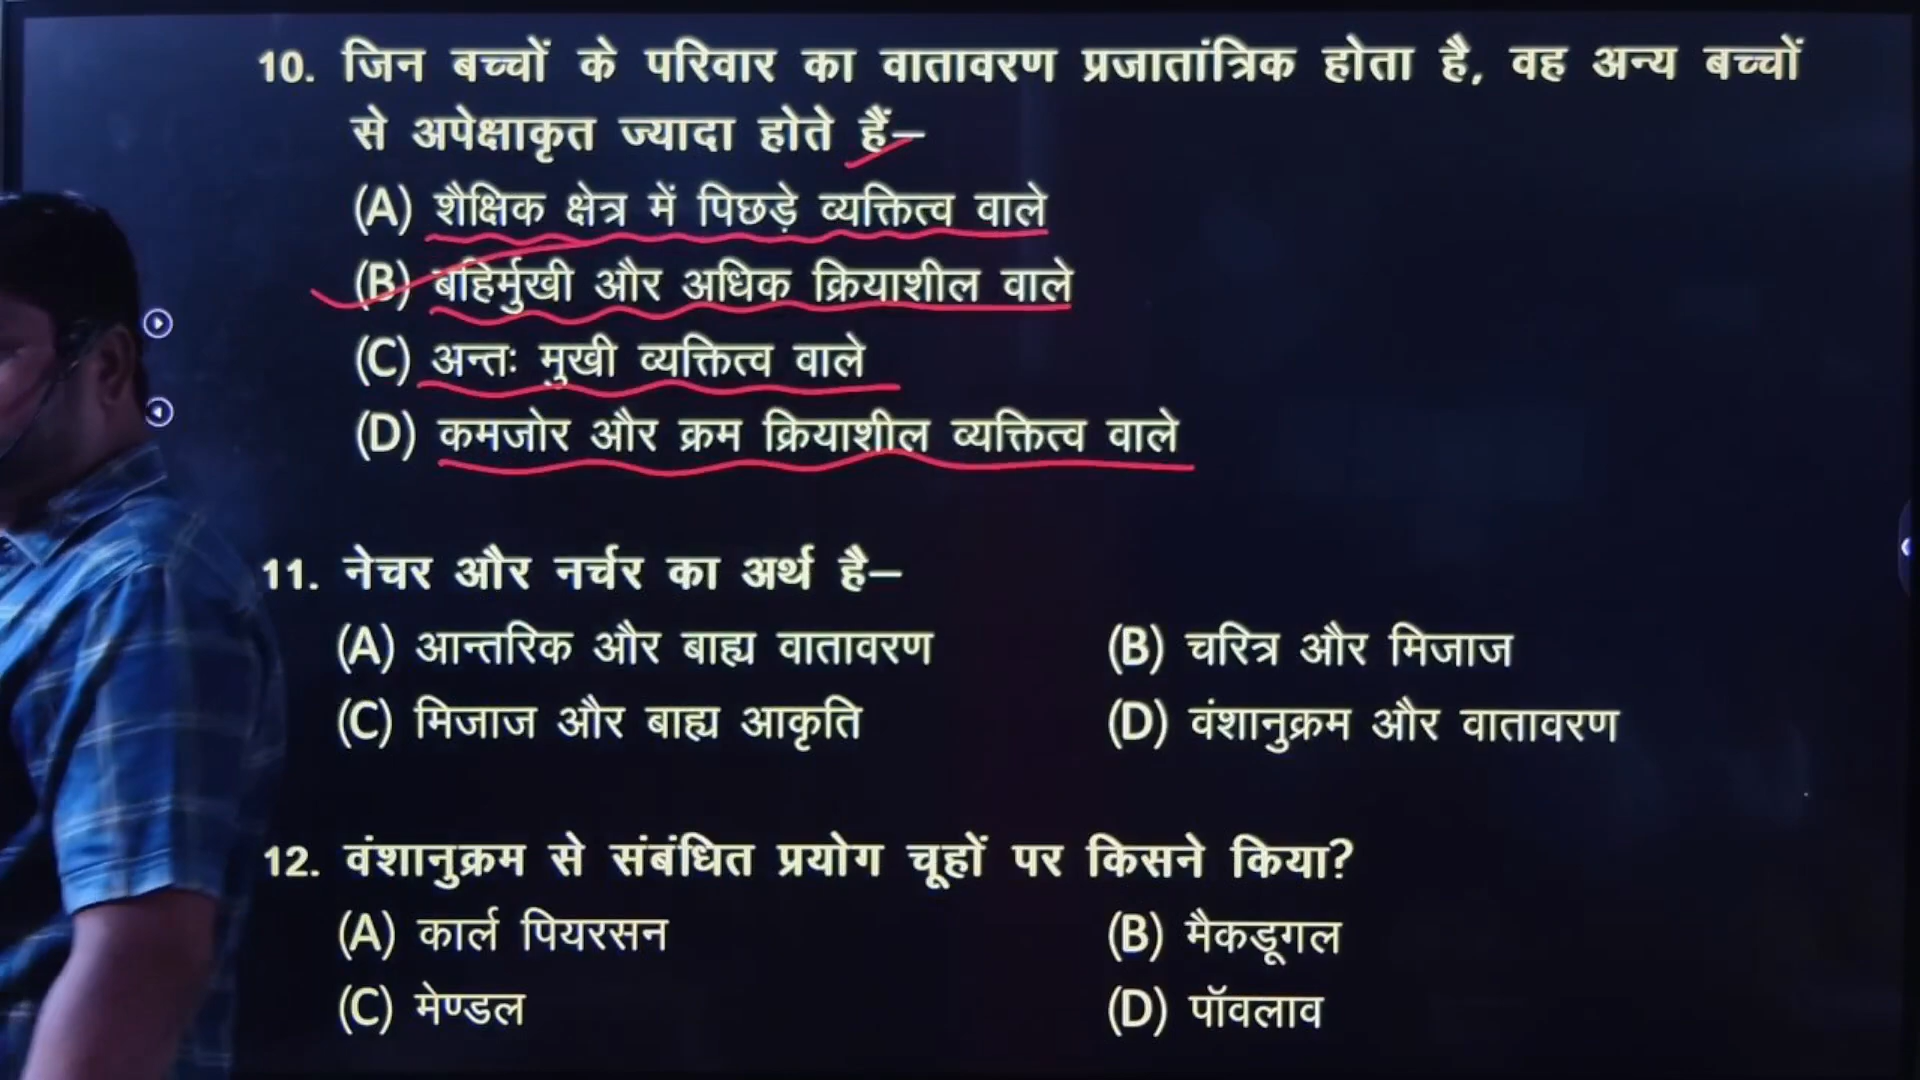 10. जिन बच्चों के परिवार का वातावरण प्रजातांत्रिक होता है, वह अन्य बच्चों
से अपेक्षाकृत ज्यादा होते हैं—
(A) शैक्षिक क्षेत्र में पिछड़े व्यक्तित्व वाले
(B) बहिर्मुखी और अधिक क्रियाशील वाले
(C) अन्तः मुखी व्यक्तित्व वाले
(D) कमजोर और क्रम क्रियाशील व्यक्तित्व वाले
11. नेचर और नर्चर का अर्थ है—
(A) आन्तरिक और बाह्य वातावरण (B) चरित्र और मिजाज
(C) मिजाज और बाह्य आकृति (D) वंशानुक्रम और वातावरण
12. वंशानुक्रम से संबंधित प्रयोग चूहों पर किसने किया?
(A) कार्ल पियरसन (B) मैकडूगल
(C) मेण्डल (D) पॉवलाव